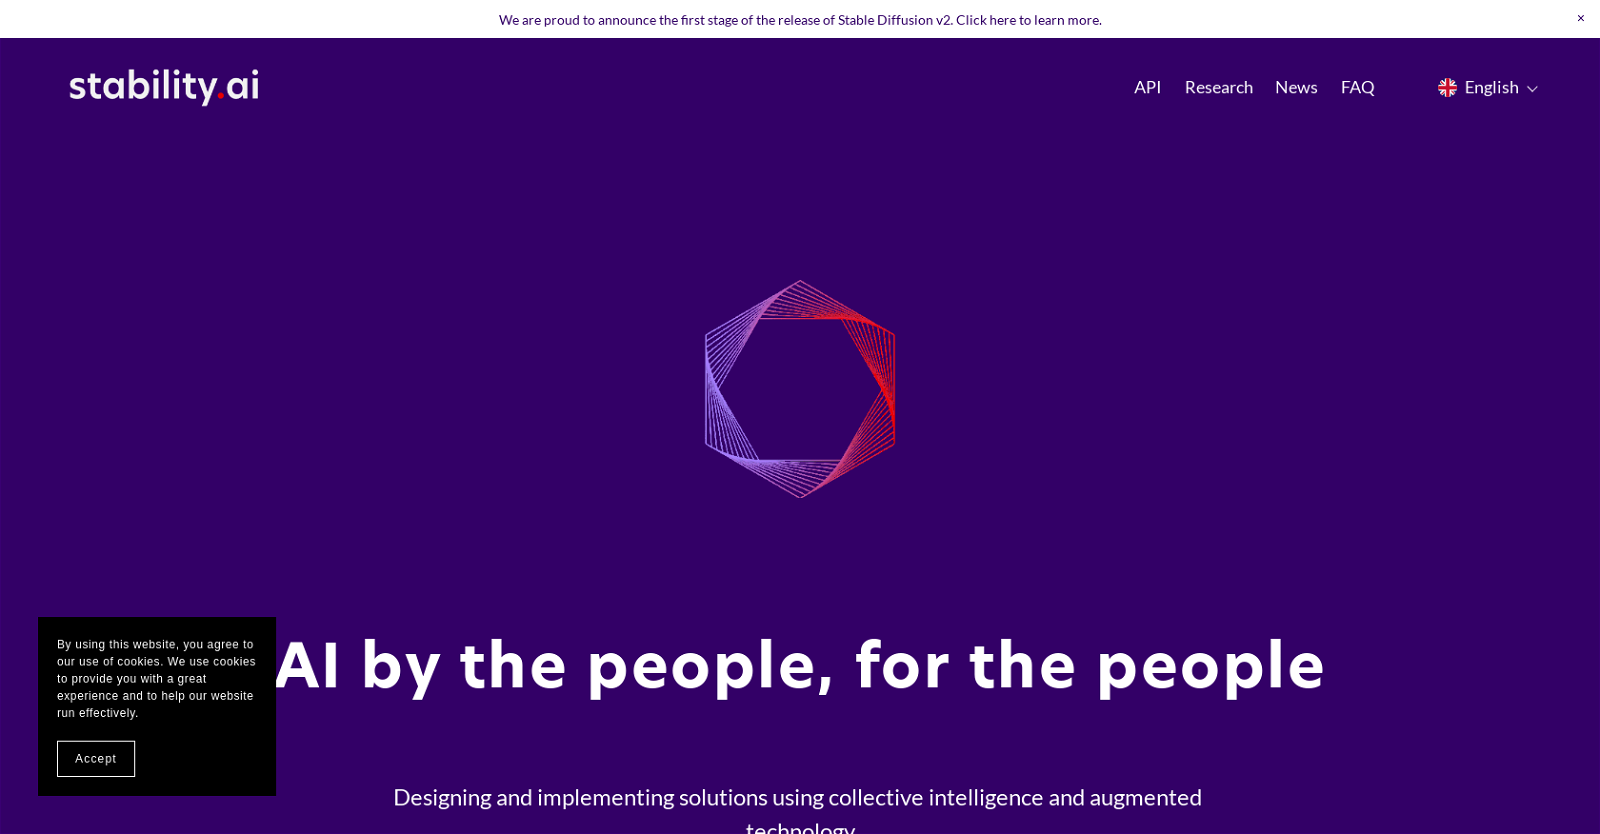 We are proud to announce the first stage of the release of Stable Diffusion v2. Click here to learn more.
×
stability.ai
API
Research
News
FAQ
English
AI by the people, for the people
By using this website, you agree to
our use of cookies. We use cookies
to provide you with a great
experience and to help our website
run effectively.
Accept
Designing and implementing solutions using collective intelligence and augmented
technology.